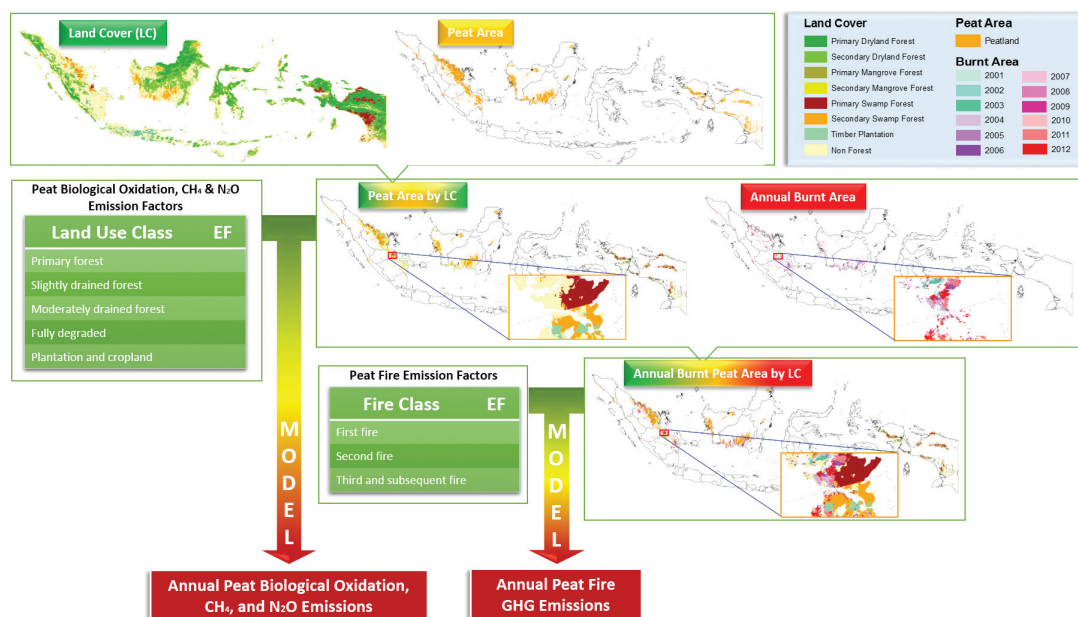 Land Cover (LC)
Peat Area
Land Cover
Primary Dryland Forest
Secondary Dryland Forest
Primary Mangrove Forest
Secondary Mangrove Forest
Primary Swamp Forest
Secondary Swamp Forest
Timber Plantation
Non Forest
Peat Area
Peatland
Burnt Area
2001
2002
2003
2004
2005
2006
2007
2008
2009
2010
2011
2012
Peat Biological Oxidation, CH₄ & N₂O
Emission Factors
Land Use Class EF
Primary forest
Slightly drained forest
Moderately drained forest
Fully degraded
Plantation and cropland
Peat Area by LC
Annual Burnt Area
Peat Fire Emission Factors
Fire Class EF
First fire
Second fire
Third and subsequent fire
Annual Burnt Peat Area by LC
MODEL
MODEL
Annual Peat Biological Oxidation,
CH₄, and N₂O Emissions
Annual Peat Fire
GHG Emissions